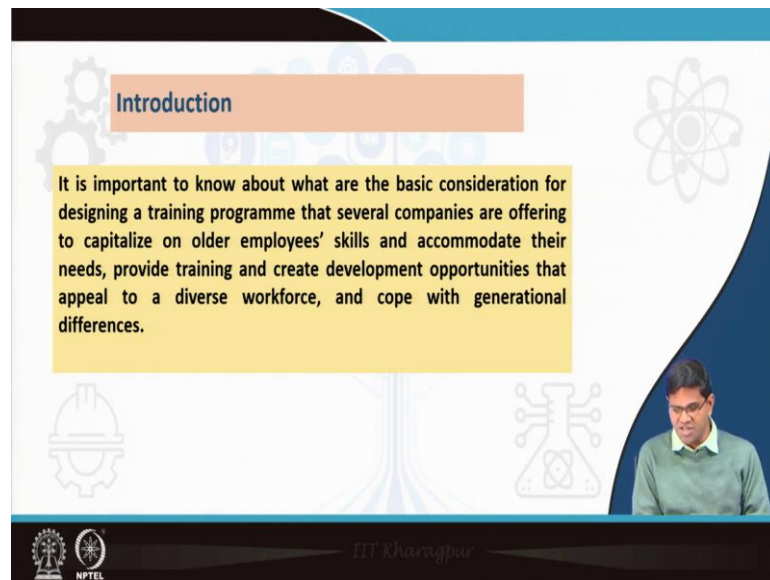 Introduction
It is important to know about what are the basic consideration for
designing a training programme that several companies are offering
to capitalize on older employees' skills and accommodate their
needs, provide training and create development opportunities that
appeal to a diverse workforce, and cope with generational
differences.
IIT Kharagpur
NPTEL